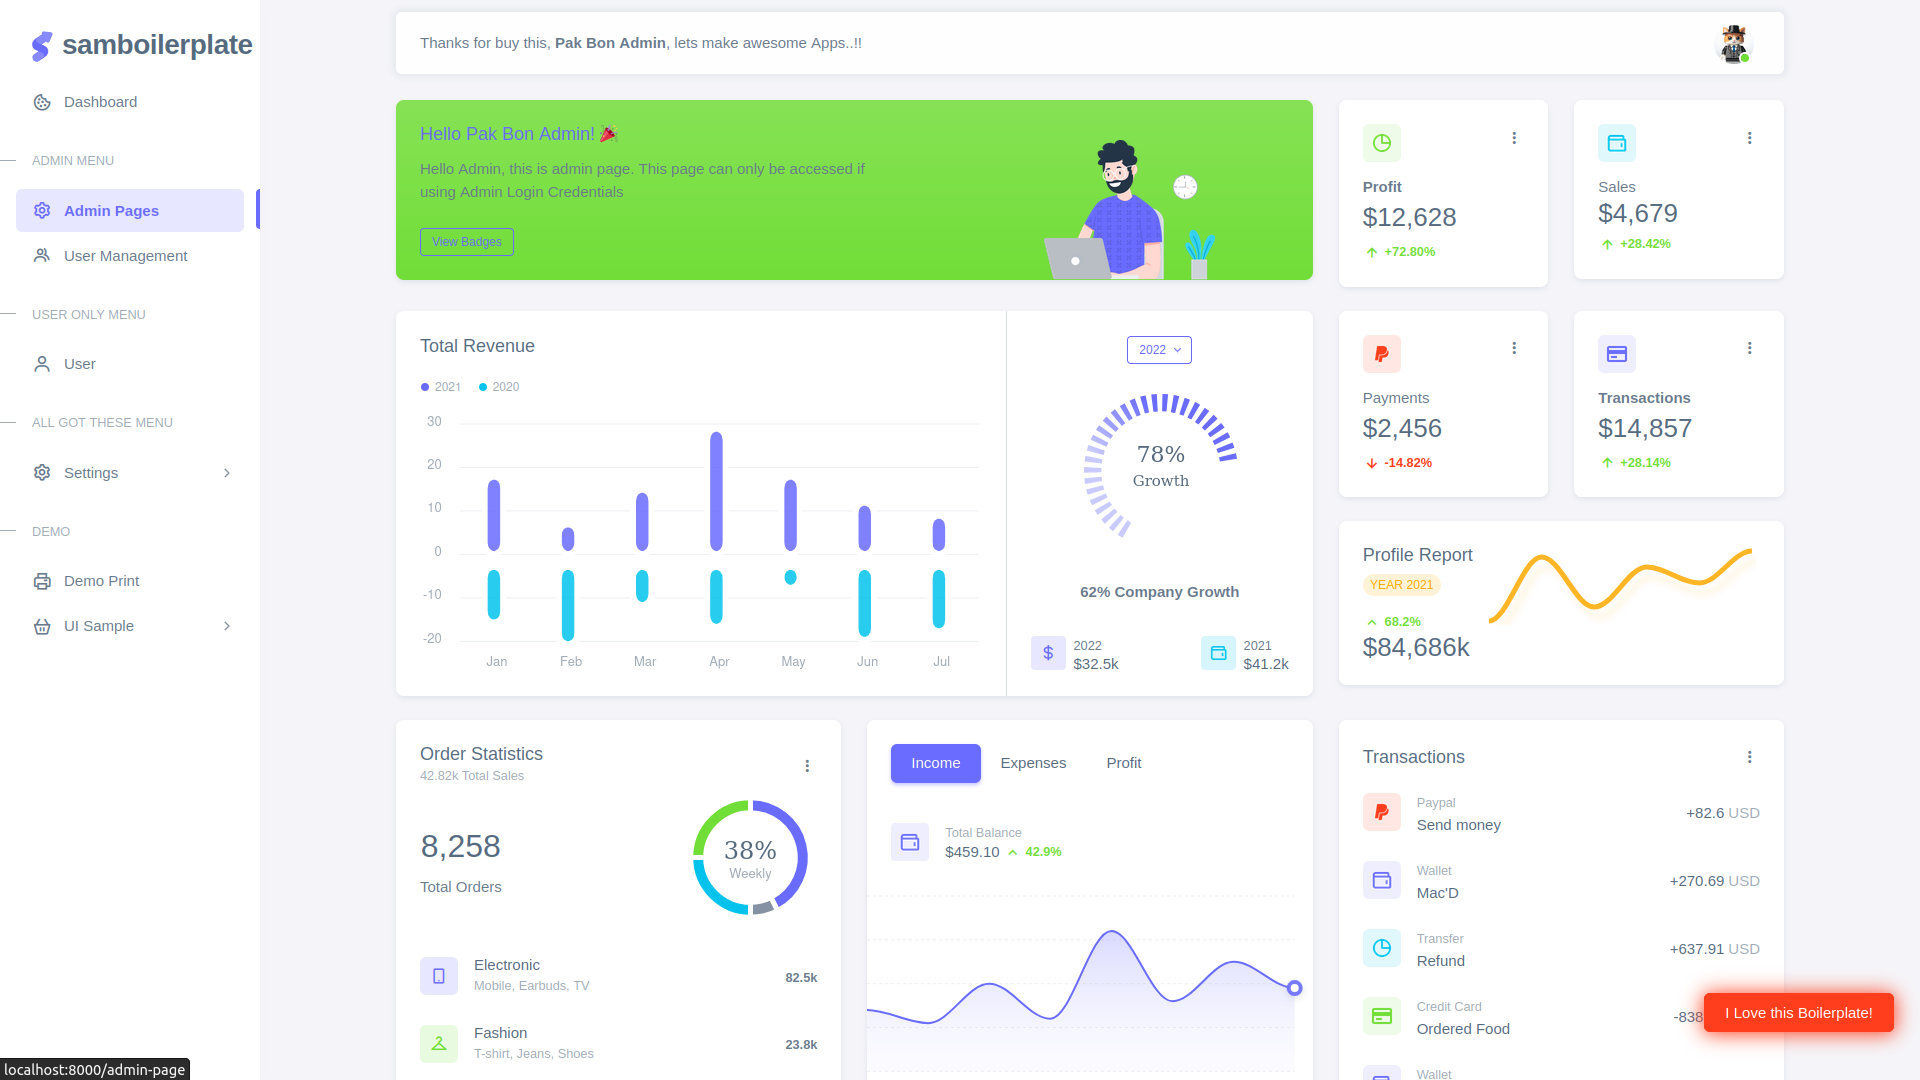 samboilerplate
Dashboard
ADMIN MENU
Admin Pages
User Management
USER ONLY MENU
User
ALL GOT THESE MENU
Settings
DEMO
Demo Print
UI Sample
localhost:8000/admin-page
Thanks for buy this, Pak Bon Admin, lets make awesome Apps..!!
Hello Pak Bon Admin! 🎉
Hello Admin, this is admin page. This page can only be accessed if
using Admin Login Credentials
View Badges
Profit
$12,628
+72.80%
Sales
$4,679
+28.42%
Total Revenue
2021 2020
30
20
10
0
-10
-20
Jan Feb Mar Apr May Jun Jul
2022
78%
Growth
62% Company Growth
2022
$32.5k
2021
$41.2k
Payments
$2,456
-14.82%
Transactions
$14,857
+28.14%
Profile Report
YEAR 2021
68.2%
$84,686k
Order Statistics
42.82k Total Sales
8,258
Total Orders
38%
Weekly
Electronic
Mobile, Earbuds, TV
82.5k
Fashion
T-shirt, Jeans, Shoes
23.8k
Income Expenses Profit
Total Balance
$459.10 42.9%
Transactions
Paypal
Send money
+82.6 USD
Wallet
Mac'D
+270.69 USD
Transfer
Refund
+637.91 USD
Credit Card
Ordered Food
-838
I Love this Boilerplate!
Wallet